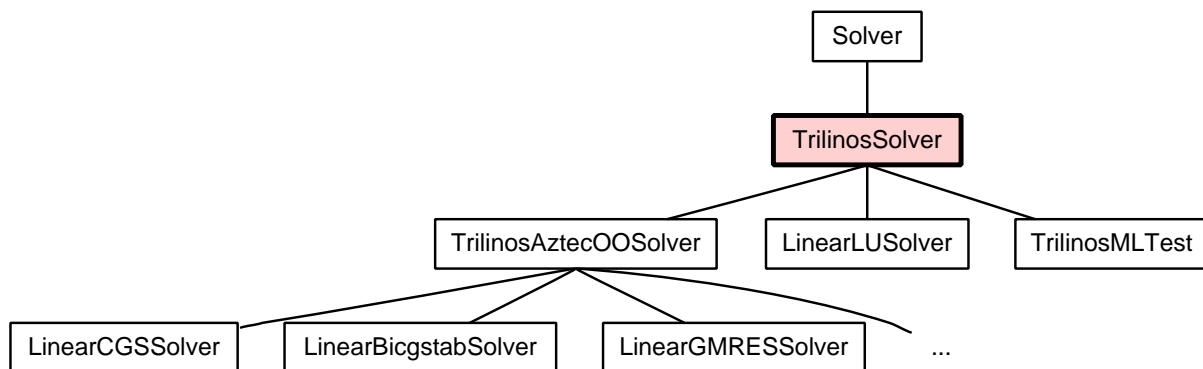 Solver
TrilinosSolver
TrilinosAztecOOSolver
LinearLUSolver
TrilinosMLTest
LinearCGSSolver
LinearBicgstabSolver
LinearGMRESSolver
...